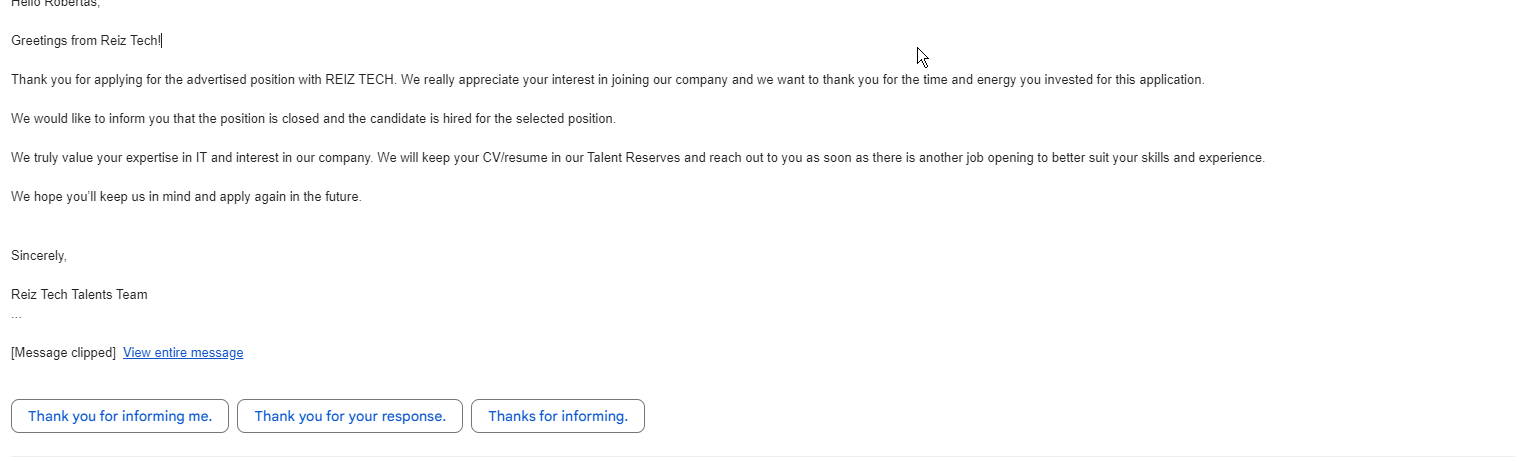 Hello Robertas,
Greetings from Reiz Tech!
Thank you for applying for the advertised position with REIZ TECH. We really appreciate your interest in joining our company and we want to thank you for the time and energy you invested for this application.
We would like to inform you that the position is closed and the candidate is hired for the selected position.
We truly value your expertise in IT and interest in our company. We will keep your CV/resume in our Talent Reserves and reach out to you as soon as there is another job opening to better suit your skills and experience.
We hope you'll keep us in mind and apply again in the future.
Sincerely,
Reiz Tech Talents Team
...
[Message clipped] View entire message
Thank you for informing me. Thank you for your response. Thanks for informing.